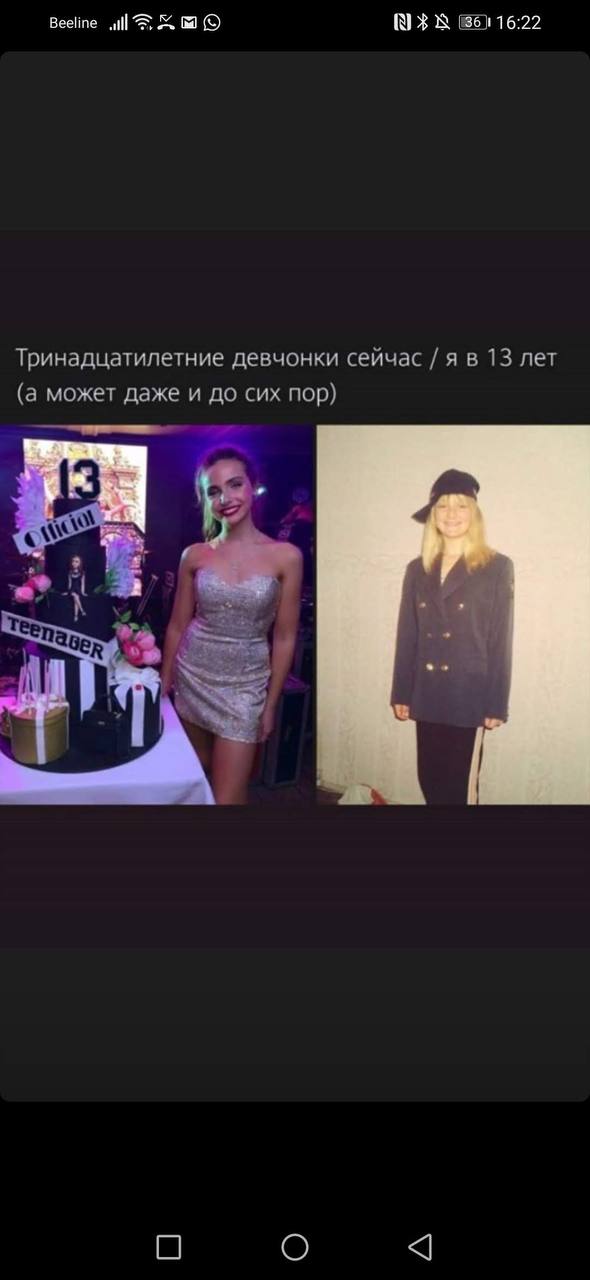 Beeline
36
16:22
Тринадцатилетние девчонки сейчас / я в 13 лет
(а может даже и до сих пор)
13
Official
TEENAGER